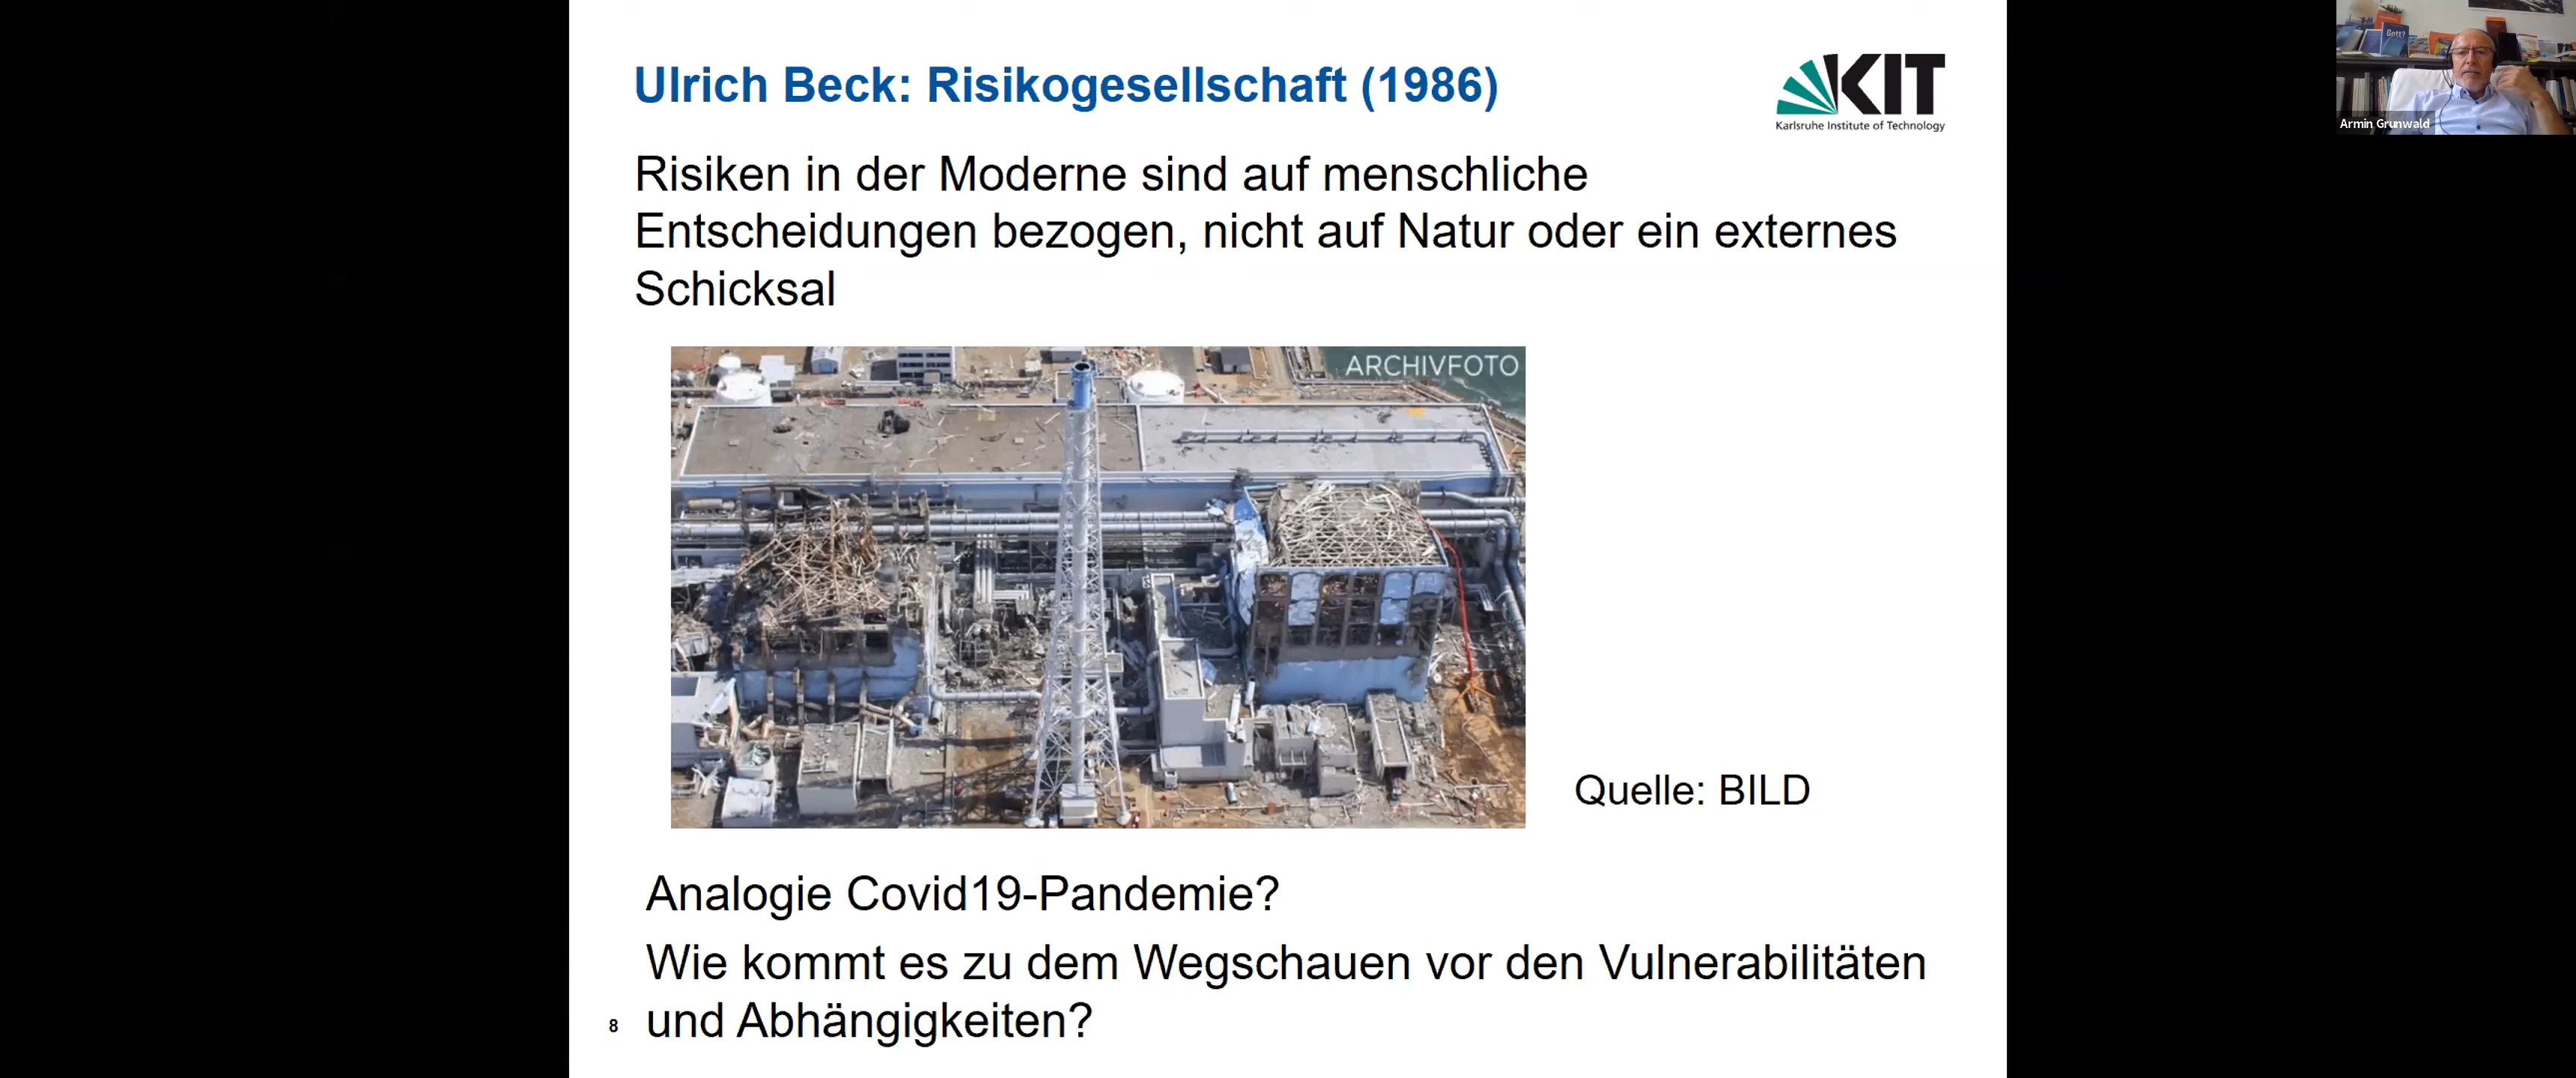 Ulrich Beck: Risikogesellschaft (1986)
KIT
Karlsruhe Institute of Technology
Risiken in der Moderne sind auf menschliche
Entscheidungen bezogen, nicht auf Natur oder ein externes
Schicksal
ARCHIVFOTO
Quelle: BILD
Analogie Covid19-Pandemie?
Wie kommt es zu dem Wegschauen vor den Vulnerabilitäten
und Abhängigkeiten?
8
Gott?
Armin Grunwald